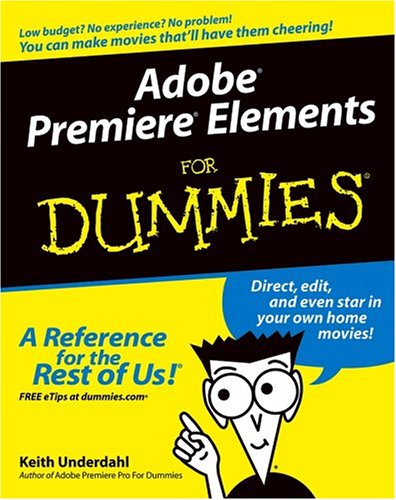 Low budget? No experience? No problem!
You can make movies that'll have them cheering!
Adobe®
Premiere® Elements
FOR
DUMMIES®
Direct, edit,
and even star in
your own home
movies!
A Reference
for the
Rest of Us!®
FREE eTips at dummies.com®
Keith Underdahl
Author of Adobe Premiere Pro For Dummies